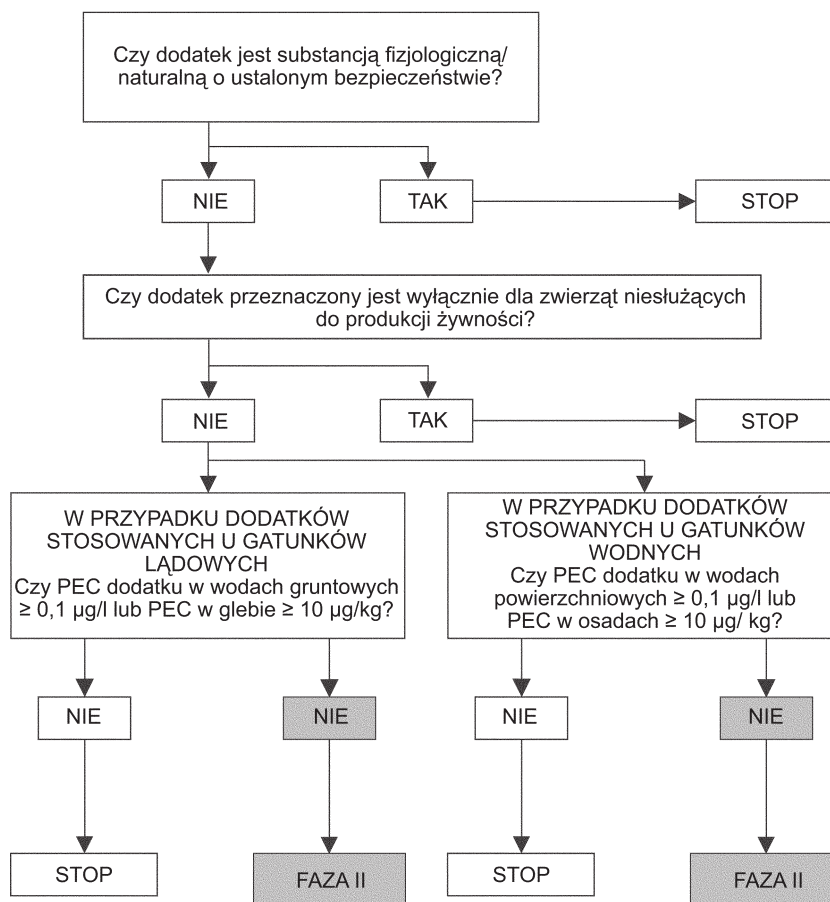 Czy dodatek jest substancją fizjologiczną/
naturalną o ustalonym bezpieczeństwie?
NIE
TAK
STOP
Czy dodatek przeznaczony jest wyłącznie dla zwierząt niesłużących
do produkcji żywności?
NIE
TAK
STOP
W PRZYPADKU DODATKÓW
STOSOWANYCH U GATUNKÓW
LĄDOWYCH
Czy PEC dodatku w wodach gruntowych
≥ 0,1 µg/l lub PEC w glebie ≥ 10 µg/kg?
W PRZYPADKU DODATKÓW
STOSOWANYCH U GATUNKÓW
WODNYCH
Czy PEC dodatku w wodach
powierzchniowych ≥ 0,1 µg/l lub
PEC w osadach ≥ 10 µg/ kg?
NIE
NIE
NIE
NIE
STOP
FAZA II
STOP
FAZA II